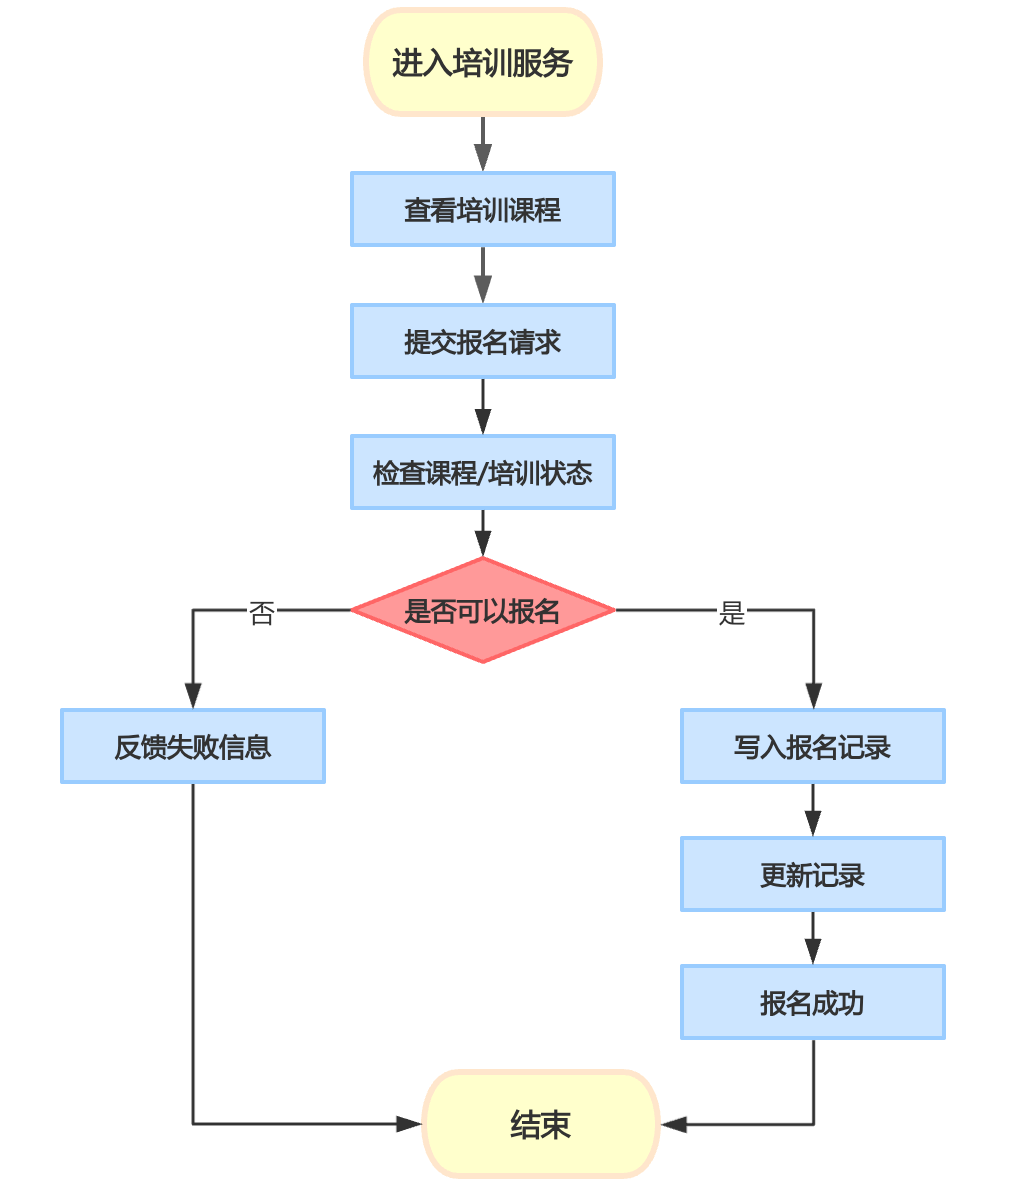 进入培训服务
查看培训课程
提交报名请求
检查课程/培训状态
是否可以报名
否
是
反馈失败信息
写入报名记录
更新记录
报名成功
结束